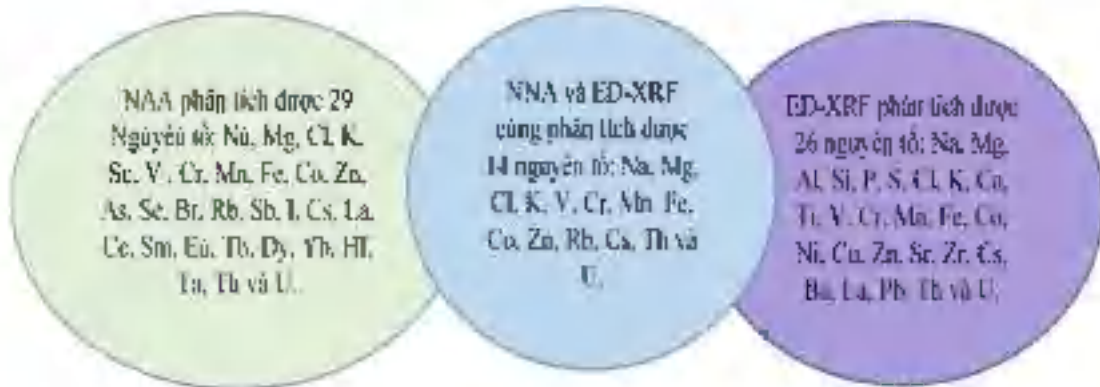 NAA phân tích được 29
Nguyên tố: Na, Mg, Cl, K,
Sc, V, Cr, Mn, Fe, Co, Zn,
As, Se, Br, Rb, Sb, I, Cs, La,
Ce, Sm, Eu, Tb, Dy, Yb, Hf,
Ta, Th và U.
NNA và ED-XRF
cùng phân tích được
14 nguyên tố: Na, Mg,
Cl, K, V, Cr, Mn, Fe,
Co, Zn, Rb, Cs, Th và
U.
ED-XRF phân tích được
26 nguyên tố: Na, Mg,
Al, Si, P, S, Cl, K, Ca,
Ti, V, Cr, Mn, Fe, Co,
Ni, Cu, Zn, Sr, Zr, Cs,
Ba, La, Pb, Th và U.